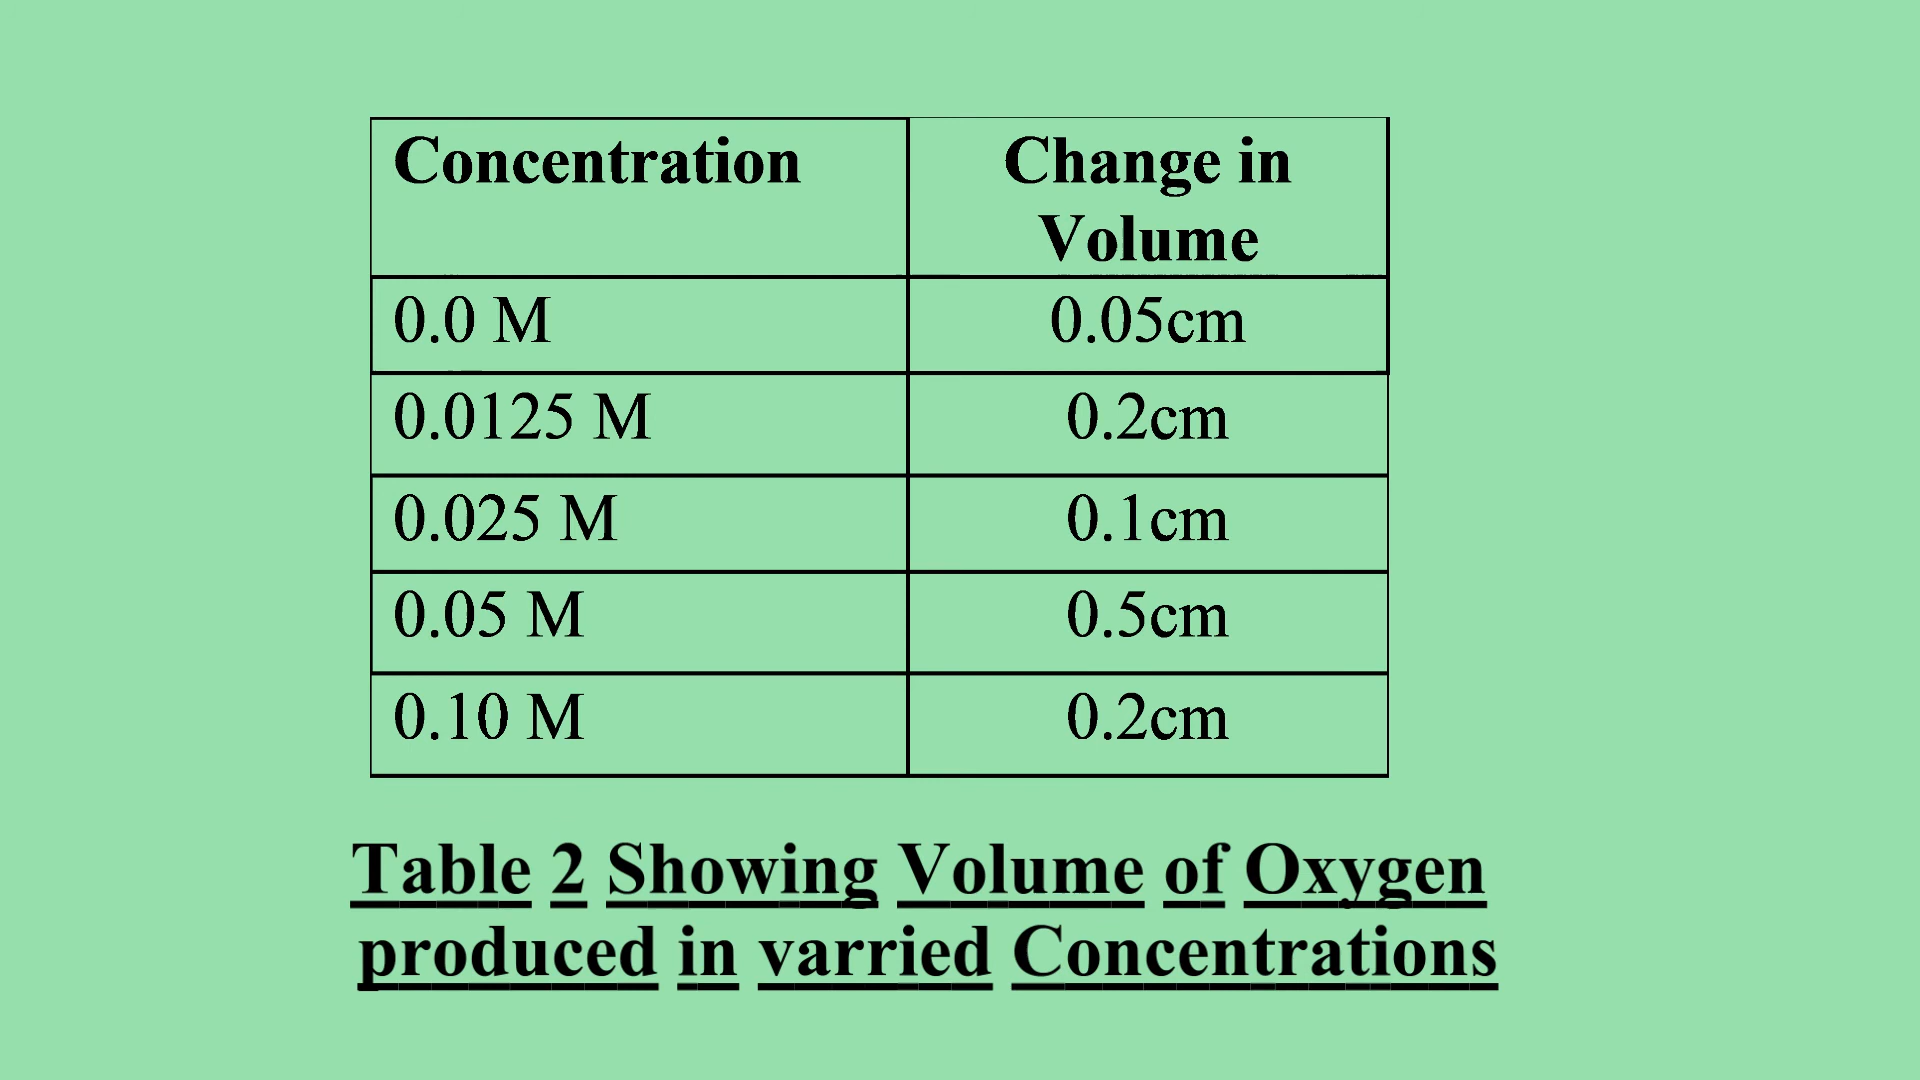 Concentration Change in
Volume
0.0 M 0.05cm
0.0125 M 0.2cm
0.025 M 0.1cm
0.05 M 0.5cm
0.10 M 0.2cm
Table 2 Showing Volume of Oxygen
produced in varried Concentrations